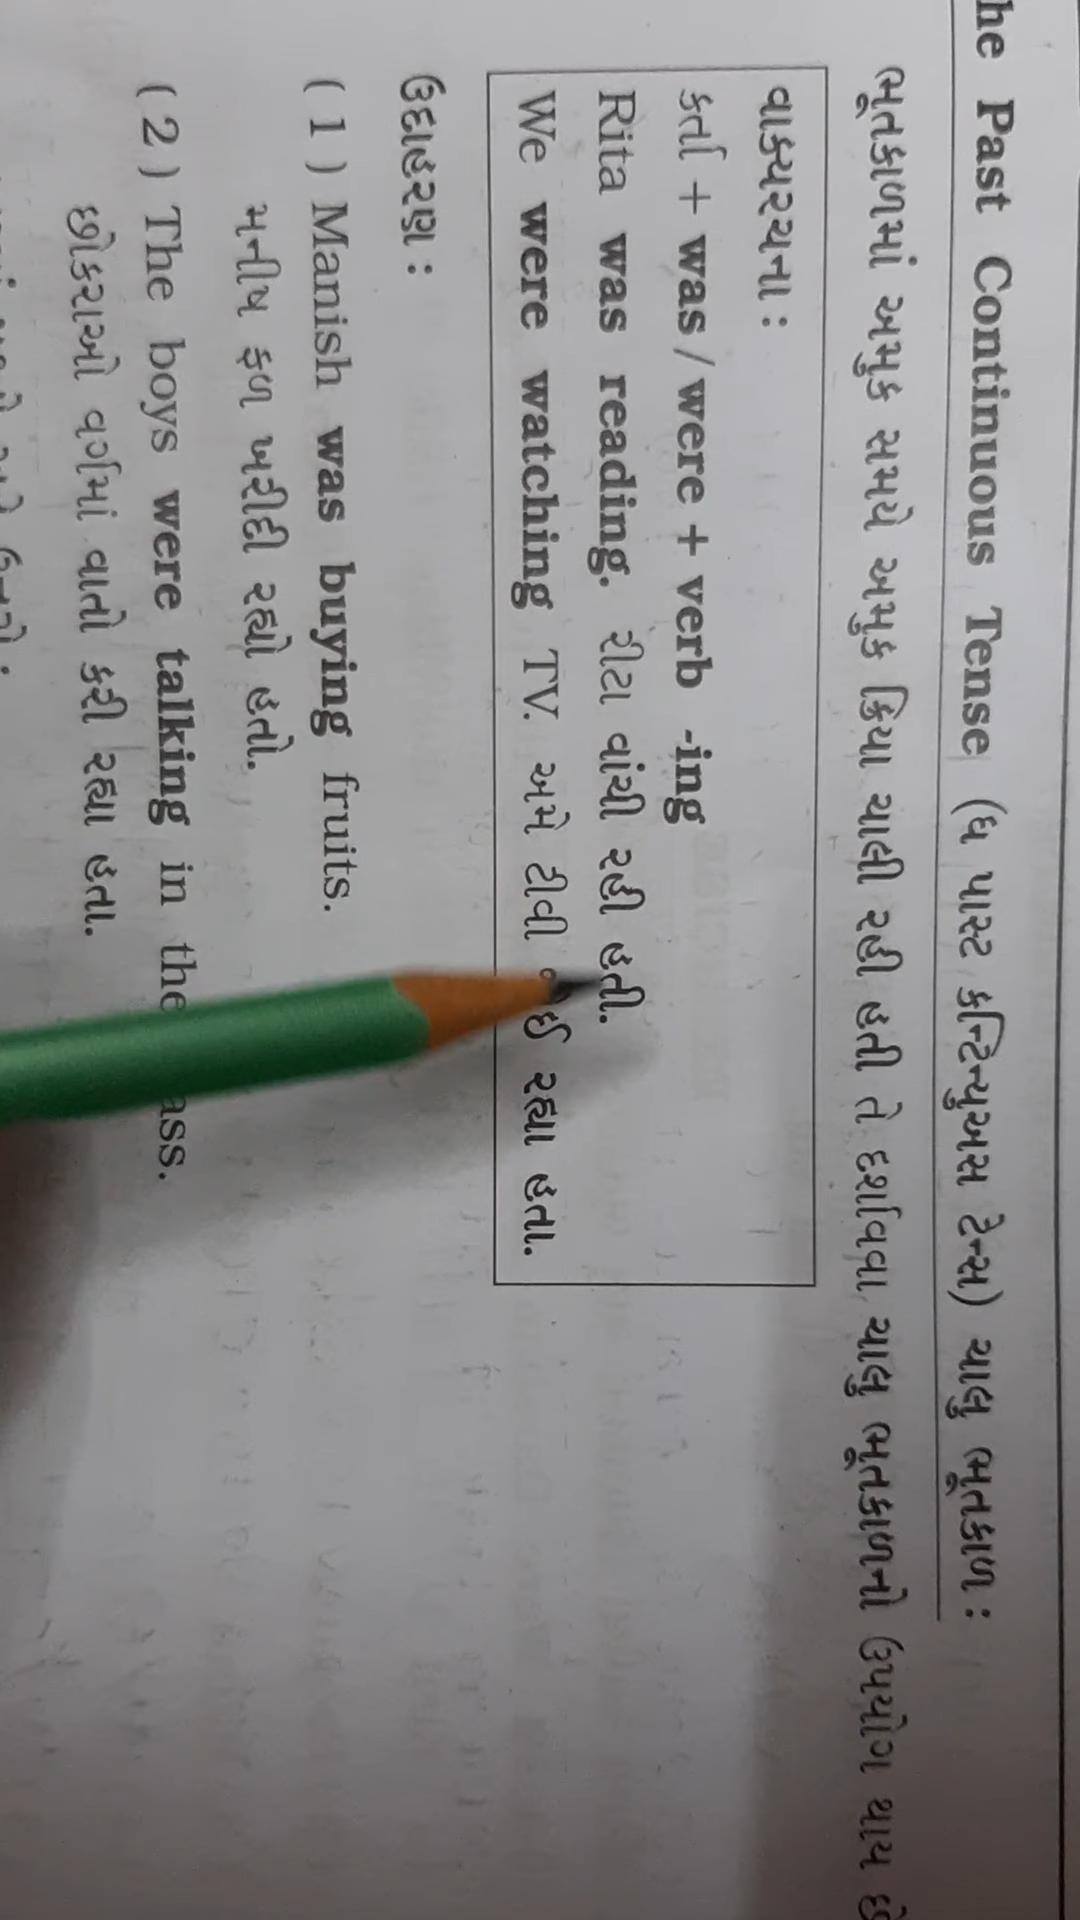 he Past Continuous Tense (ધ પાસ્ટ કન્ટિન્યુઅસ ટેન્સ) ચાલુ ભૂતકાળ :
ભૂતકાળમાં અમુક સમયે અમુક ક્રિયા ચાલી રહી હતી તે દર્શાવવા ચાલુ ભૂતકાળનો ઉપયોગ થાય છે
વાક્યરચના :
કર્તા + was / were + verb -ing
Rita was reading. રીટા વાંચી રહી હતી.
We were watching TV. અમે ટીવી રહ્યા હતા.
ઉદાહરણ :
( 1 ) Manish was buying fruits.
મનીષ ફળ ખરીદી રહ્યો હતો.
( 2 ) The boys were talking in the ass.
છોકરાઓ વર્ગમાં વાતો કરી રહ્યા હતા.